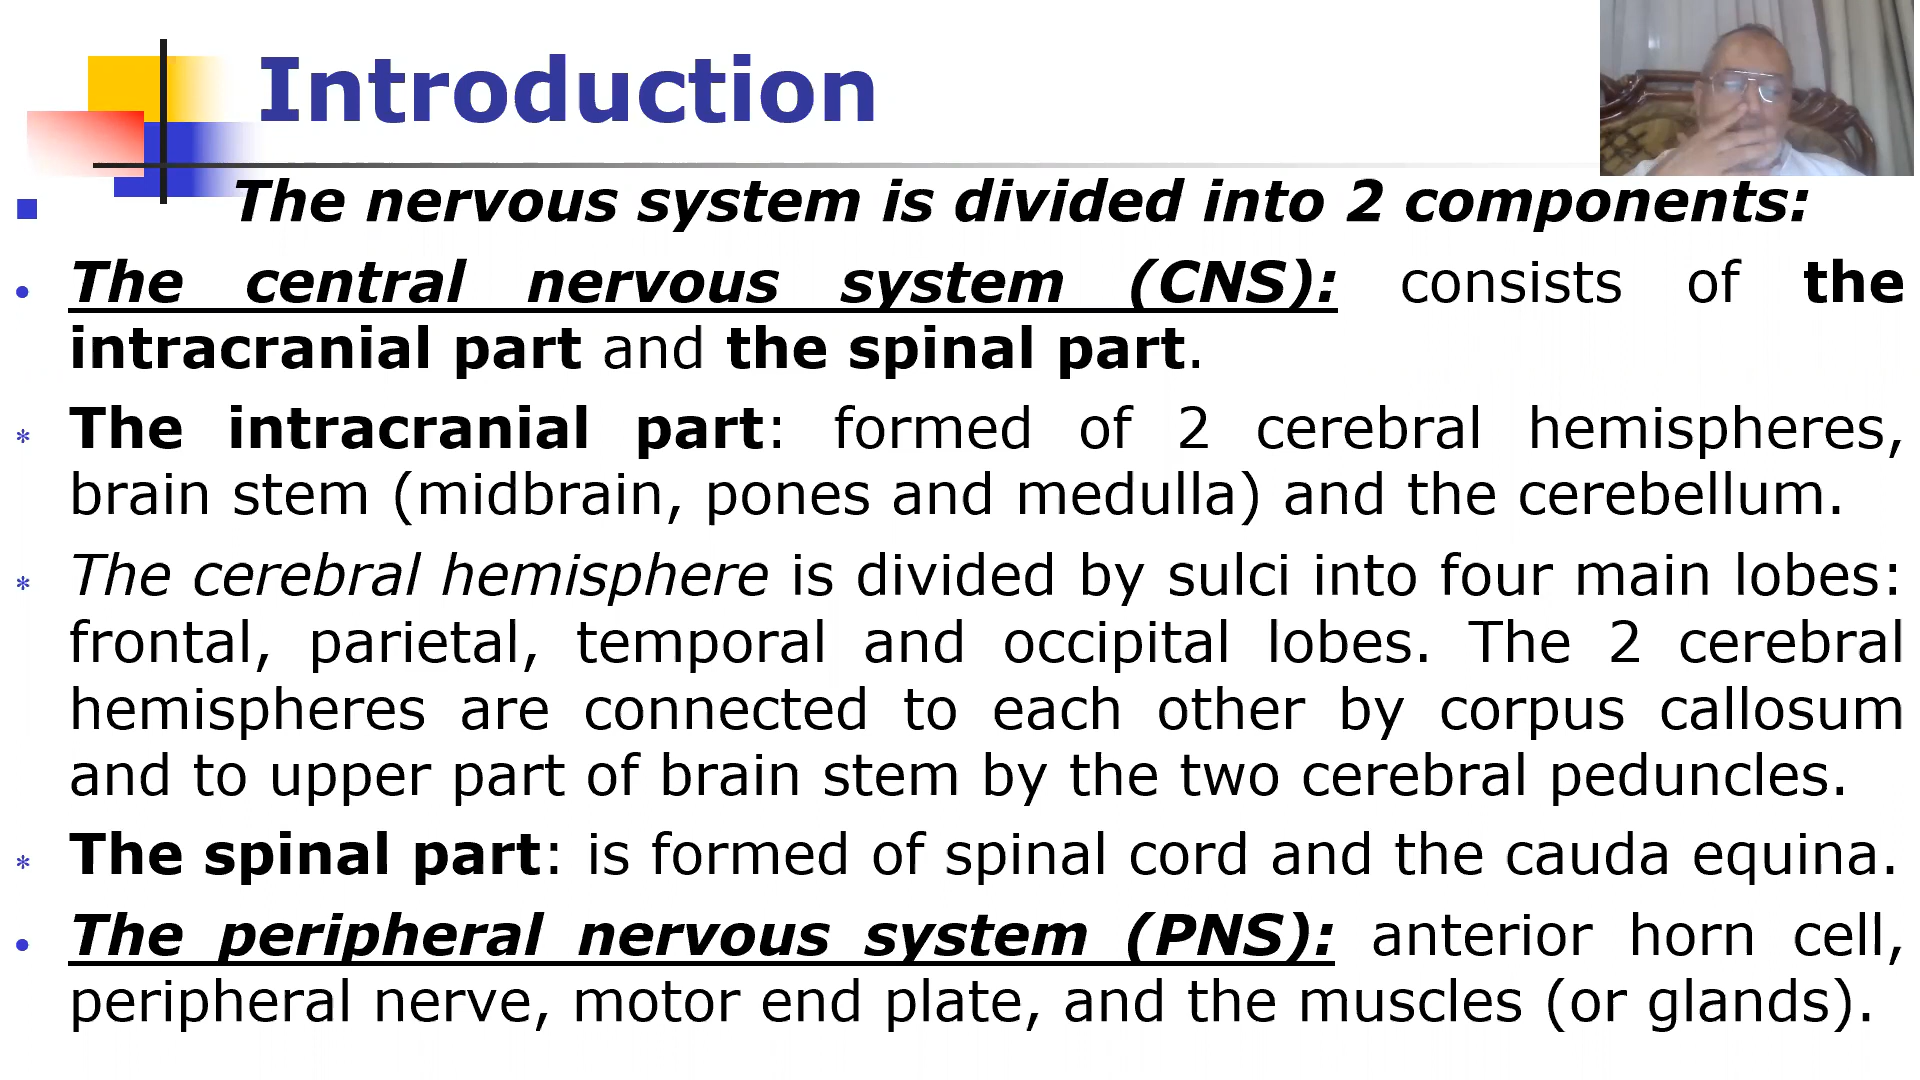 Introduction
The nervous system is divided into 2 components:
The central nervous system (CNS): consists of the
intracranial part and the spinal part.
The intracranial part: formed of 2 cerebral hemispheres,
brain stem (midbrain, pones and medulla) and the cerebellum.
The cerebral hemisphere is divided by sulci into four main lobes:
frontal, parietal, temporal and occipital lobes. The 2 cerebral
hemispheres are connected to each other by corpus callosum
and to upper part of brain stem by the two cerebral peduncles.
The spinal part: is formed of spinal cord and the cauda equina.
The peripheral nervous system (PNS): anterior horn cell,
peripheral nerve, motor end plate, and the muscles (or glands).